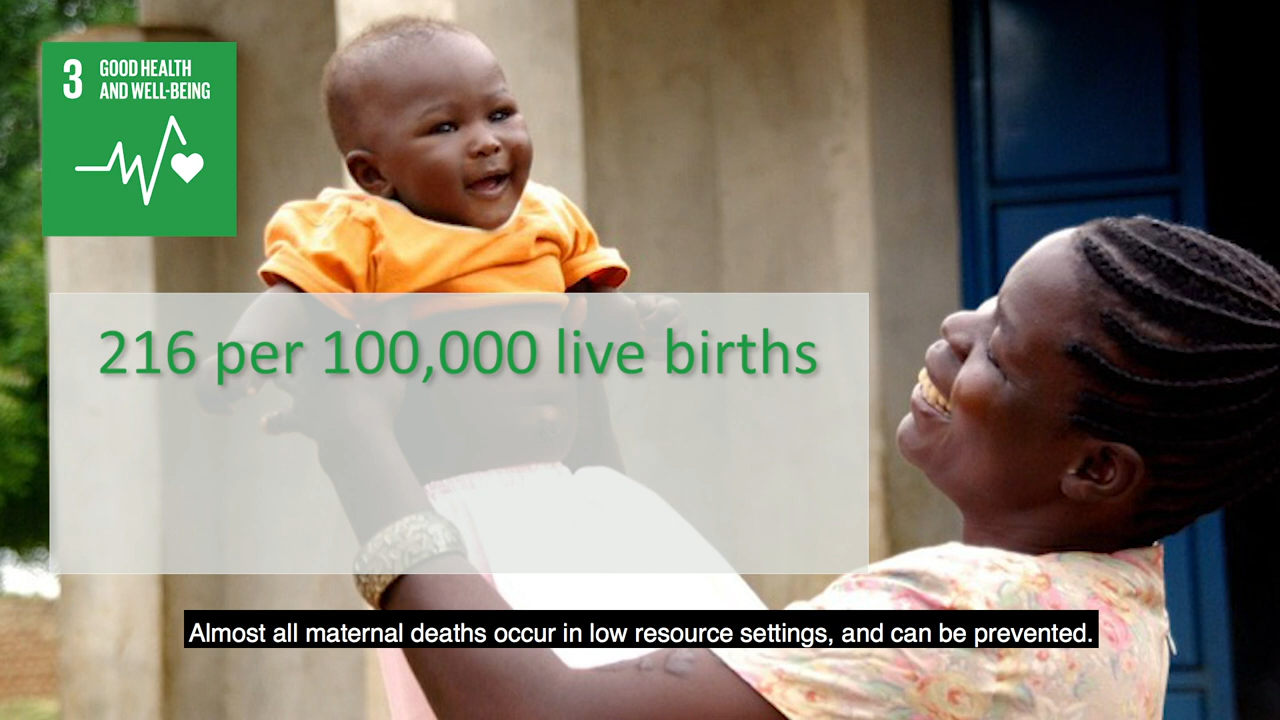 3 GOOD HEALTH
AND WELL-BEING
216 per 100,000 live births
Almost all maternal deaths occur in low resource settings, and can be prevented.